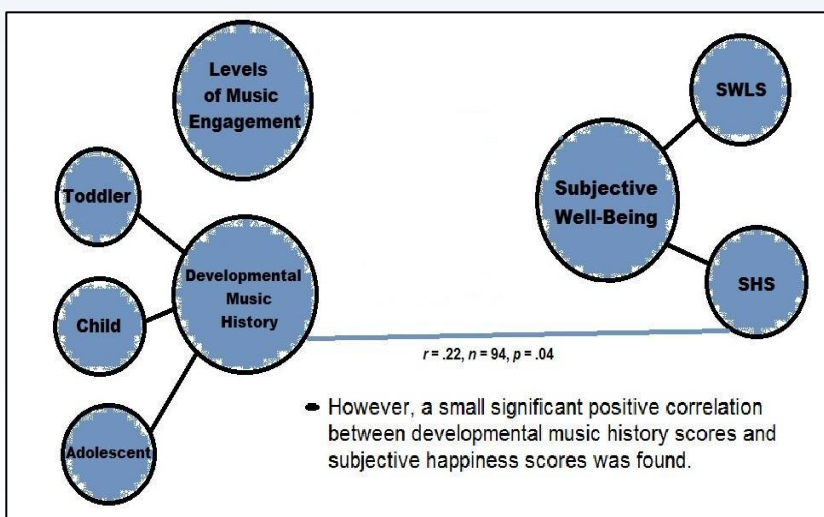 Levels
of Music
Engagement
SWLS
Toddler
Subjective
Well-Being
Developmental
Music
History
SHS
Child
r = .22, n = 94, p = .04
Adolescent
However, a small significant positive correlation
between developmental music history scores and
subjective happiness scores was found.